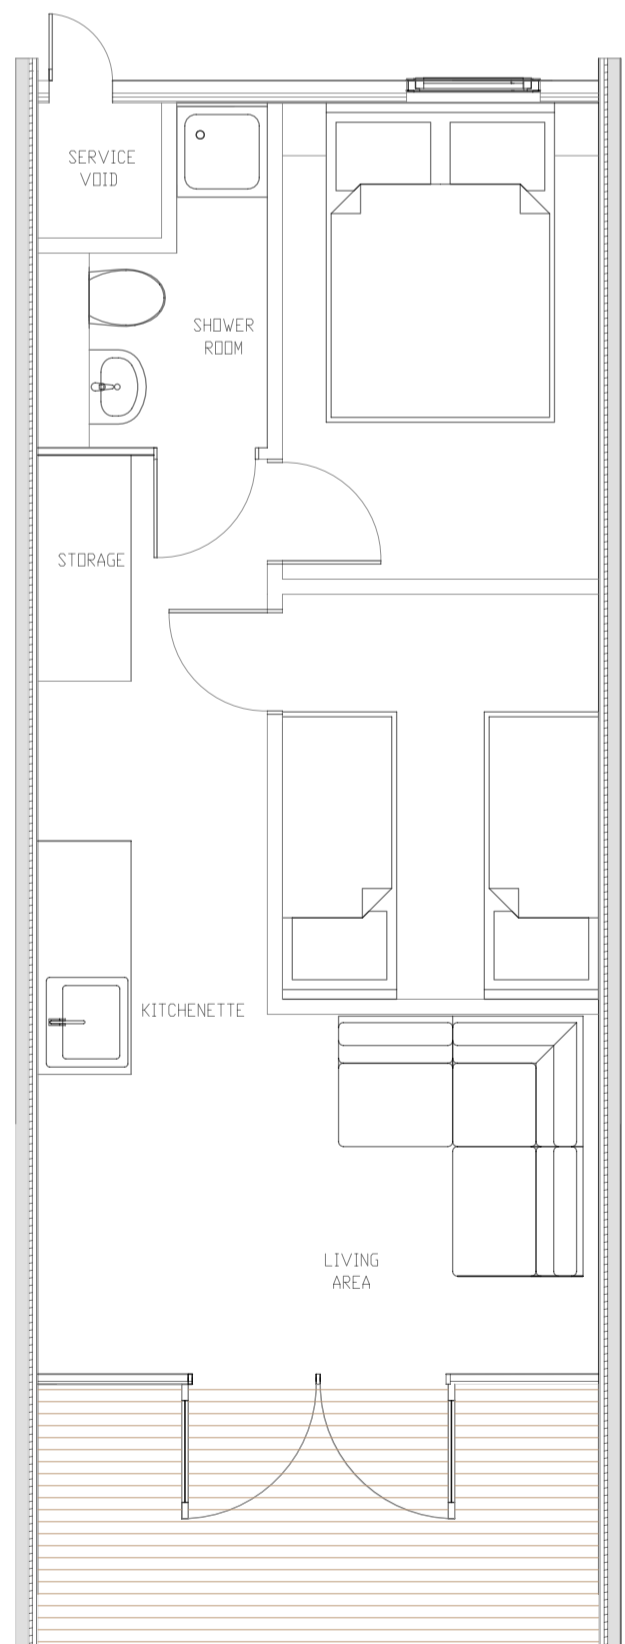 SERVICE
VOID
SHOWER
ROOM
STORAGE
KITCHENETTE
LIVING
AREA